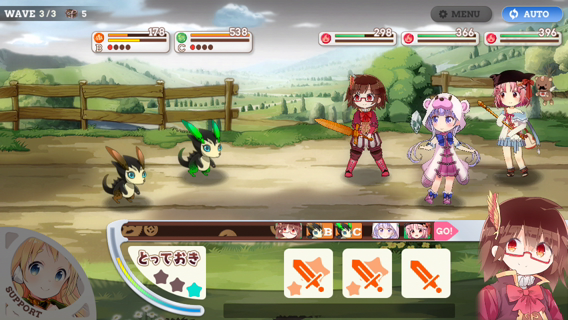 WAVE 3/3 5
MENU
AUTO
178
B
538
C
298
366
396
B
C
GO!
とっておき
SUPPORT